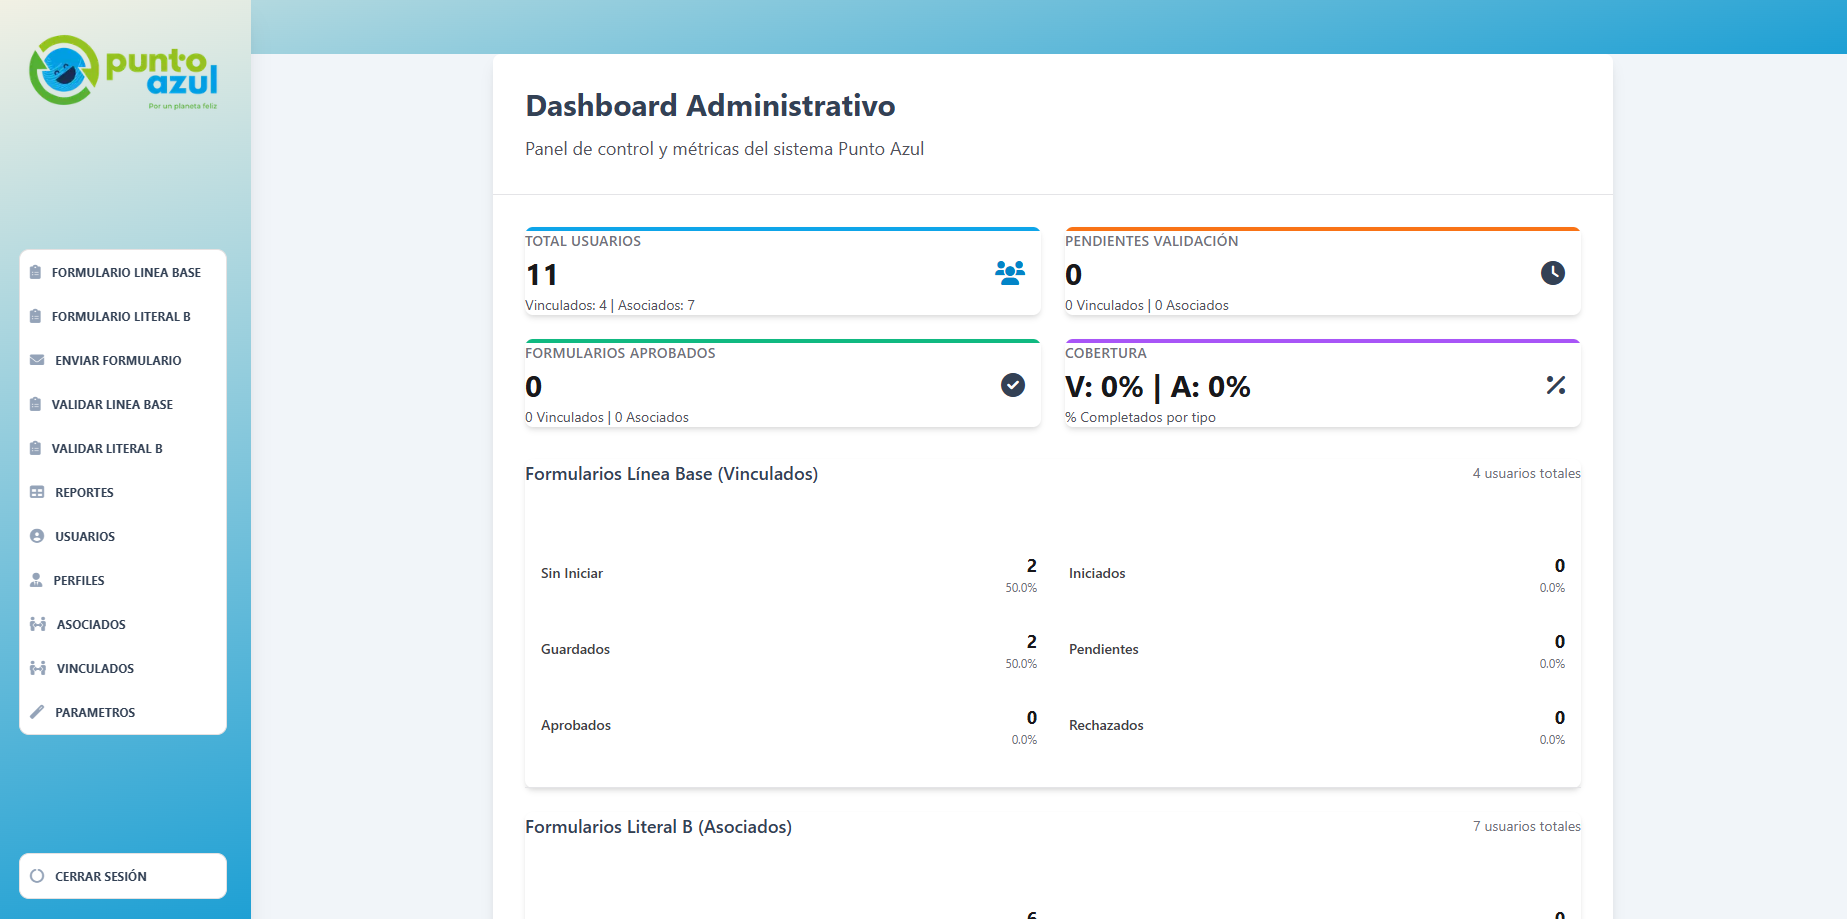 punto
azul
Por un planeta feliz
FORMULARIO LINEA BASE
FORMULARIO LITERAL B
ENVIAR FORMULARIO
VALIDAR LINEA BASE
VALIDAR LITERAL B
REPORTES
USUARIOS
PERFILES
ASOCIADOS
VINCULADOS
PARAMETROS
CERRAR SESIÓN
Dashboard Administrativo
Panel de control y métricas del sistema Punto Azul
TOTAL USUARIOS
11
Vinculados: 4 | Asociados: 7
PENDIENTES VALIDACIÓN
0
0 Vinculados | 0 Asociados
FORMULARIOS APROBADOS
0
0 Vinculados | 0 Asociados
COBERTURA
V: 0% | A: 0%
% Completados por tipo
Formularios Línea Base (Vinculados)
4 usuarios totales
Sin Iniciar
2
50.0%
Iniciados
0
0.0%
Guardados
2
50.0%
Pendientes
0
0.0%
Aprobados
0
0.0%
Rechazados
0
0.0%
Formularios Literal B (Asociados)
7 usuarios totales
6
0